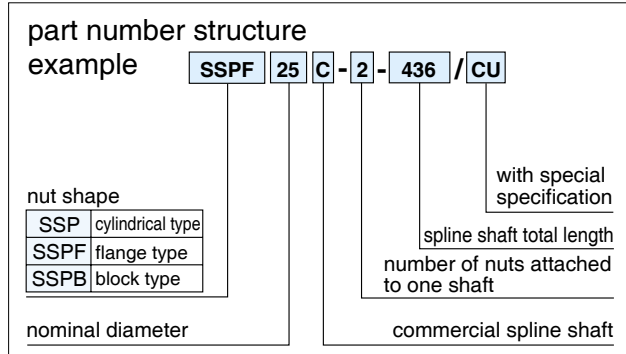 part number structure
example SSPF 25 C - 2 - 436 / CU
with special
specification
nut shape
SSP cylindrical type
SSPF flange type
SSPB block type
spline shaft total length
number of nuts attached
to one shaft
nominal diameter
commercial spline shaft